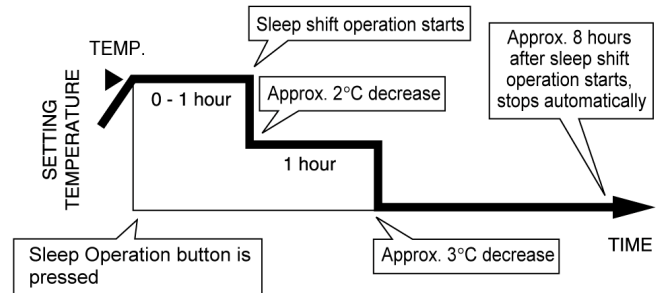 Sleep shift operation starts
TEMP.
Approx. 8 hours
after sleep shift
operation starts,
stops automatically
SETTING
TEMPERATURE
0 - 1 hour
Approx. 2°C decrease
1 hour
TIME
Sleep Operation button is
pressed
Approx. 3°C decrease